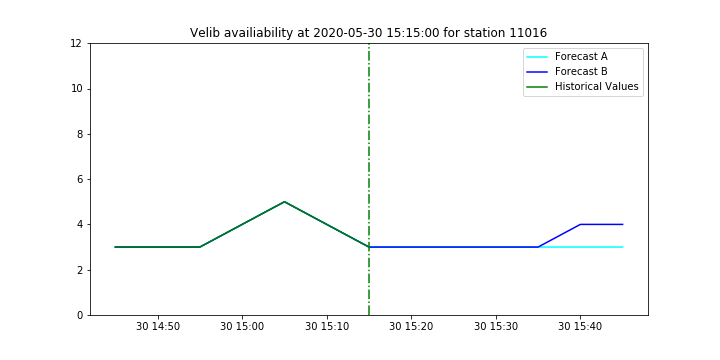 Velib availiability at 2020-05-30 15:15:00 for station 11016
12
10
8
6
4
2
0
Forecast A
Forecast B
Historical Values
30 14:50 30 15:00 30 15:10 30 15:20 30 15:30 30 15:40